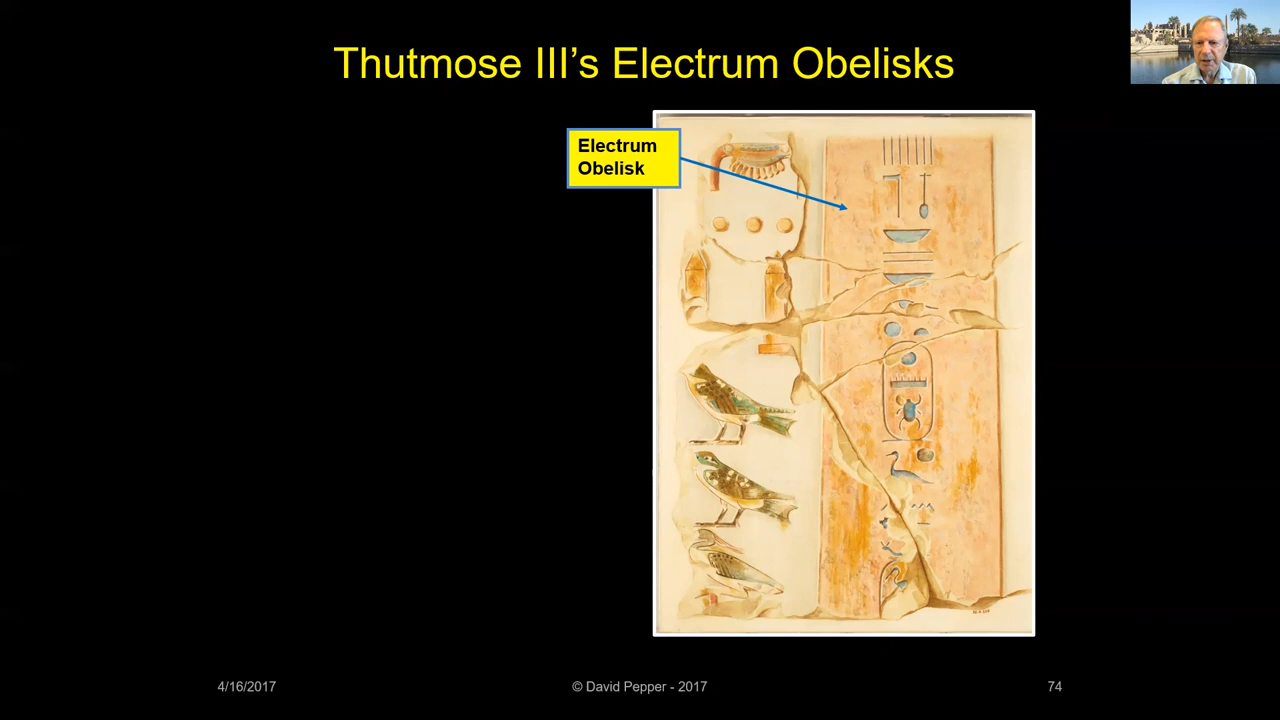 Thutmose III’s Electrum Obelisks
Electrum
Obelisk
4/16/2017
© David Pepper - 2017
74